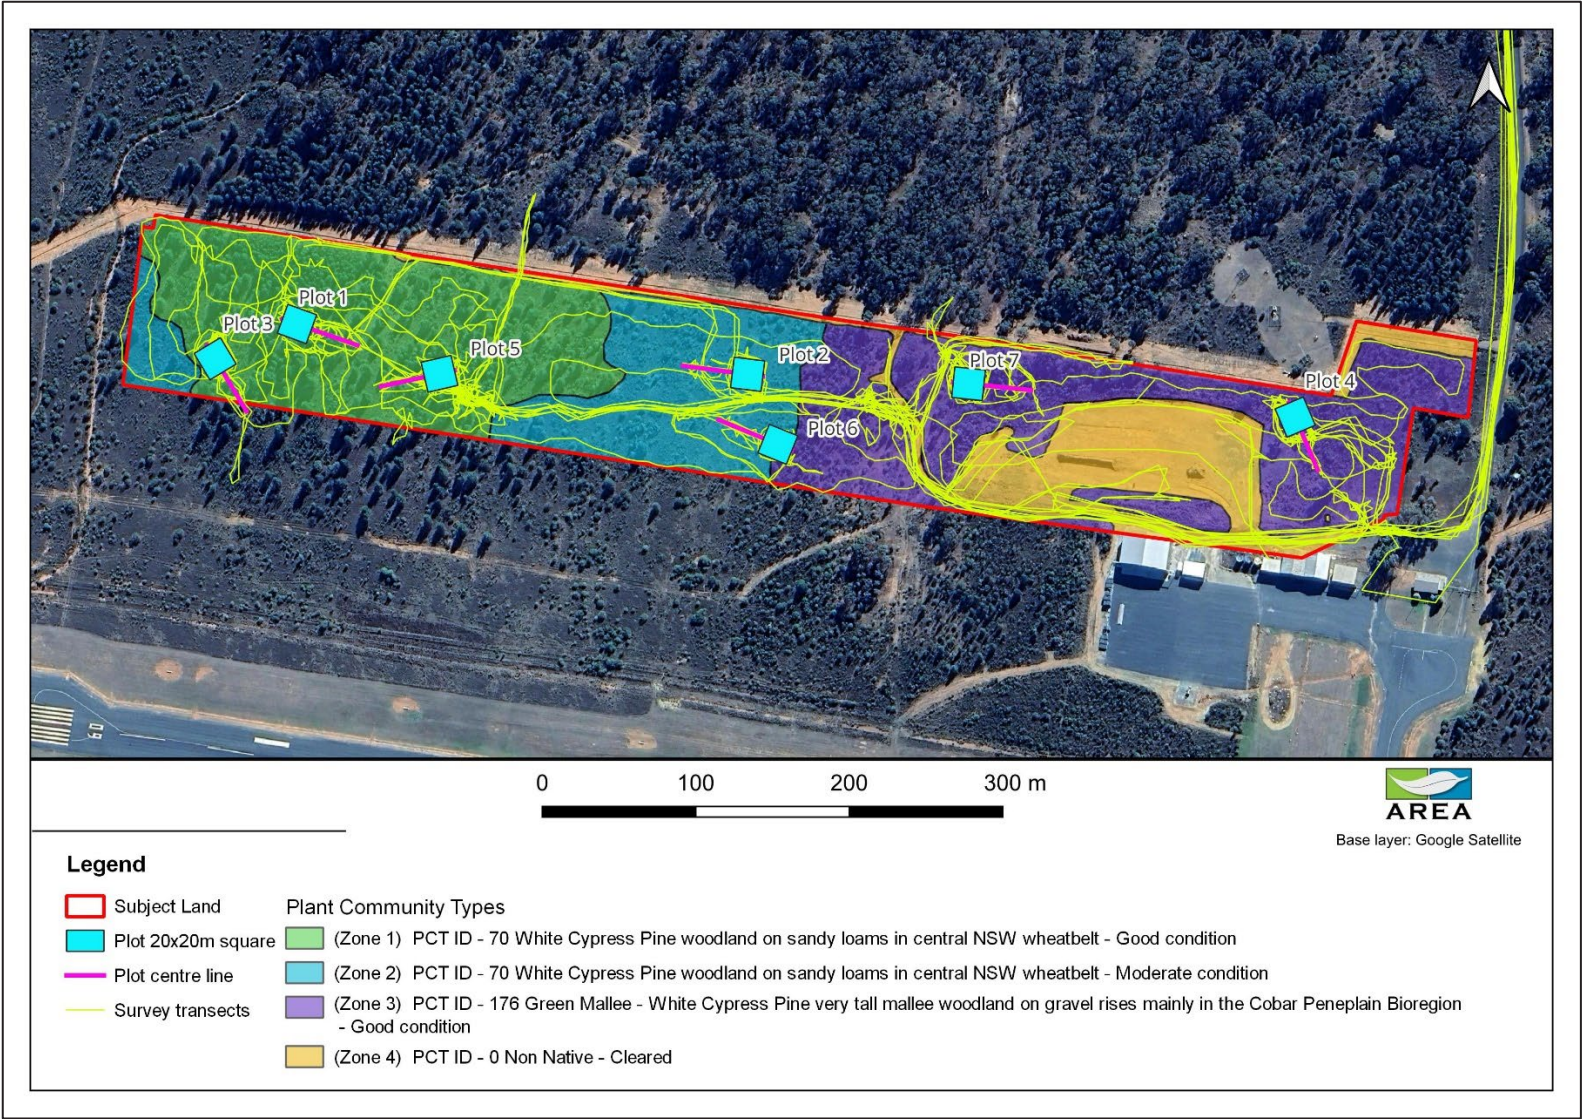 Plot 1
Plot 3
Plot 5
Plot 2
Plot 7
Plot 4
Plot 6
09
0 100 200 300 m
AREA
Base layer: Google Satellite
Legend
Subject Land
Plot 20x20m square
Plot centre line
Survey transects
Plant Community Types
(Zone 1) PCT ID - 70 White Cypress Pine woodland on sandy loams in central NSW wheatbelt - Good condition
(Zone 2) PCT ID - 70 White Cypress Pine woodland on sandy loams in central NSW wheatbelt - Moderate condition
(Zone 3) PCT ID - 176 Green Mallee - White Cypress Pine very tall mallee woodland on gravel rises mainly in the Cobar Peneplain Bioregion
- Good condition
(Zone 4) PCT ID - 0 Non Native - Cleared